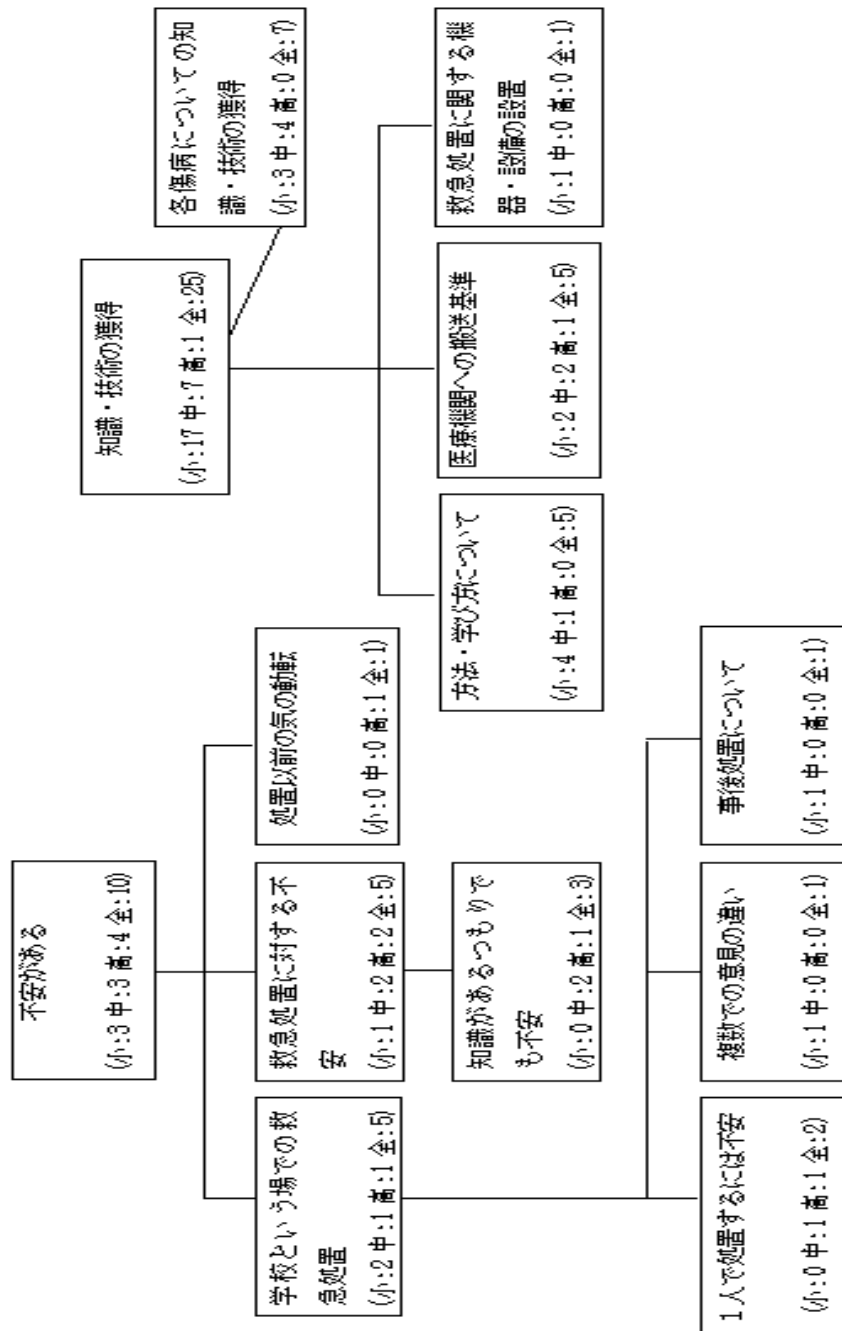 不安がある
(小:3 中:3 高:4 全:10)
学校という場での救
急処置
(小:2 中:1 高:1 全:5)
救急処置に対する不
安
(小:1 中:2 高:2 全:5)
処置以前の気の動転
(小:0 中:0 高:1 全:1)
知識があるつもりで
も不安
(小:0 中:2 高:1 全:3)
1人で処置するには不安
(小:0 中:1 高:1 全:2)
複数での意見の違い
(小:1 中:0 高:0 全:1)
事後処置について
(小:1 中:0 高:0 全:1)
知識・技術の獲得
(小:17 中:7 高:1 全:25)
各傷病についての知
識・技術の獲得
(小:3 中:4 高:0 全:7)
方法・学び方について
(小:4 中:1 高:0 全:5)
医療機関への搬送基準
(小:2 中:2 高:1 全:5)
救急処置に関する機
器・設備の設置
(小:1 中:0 高:0 全:1)